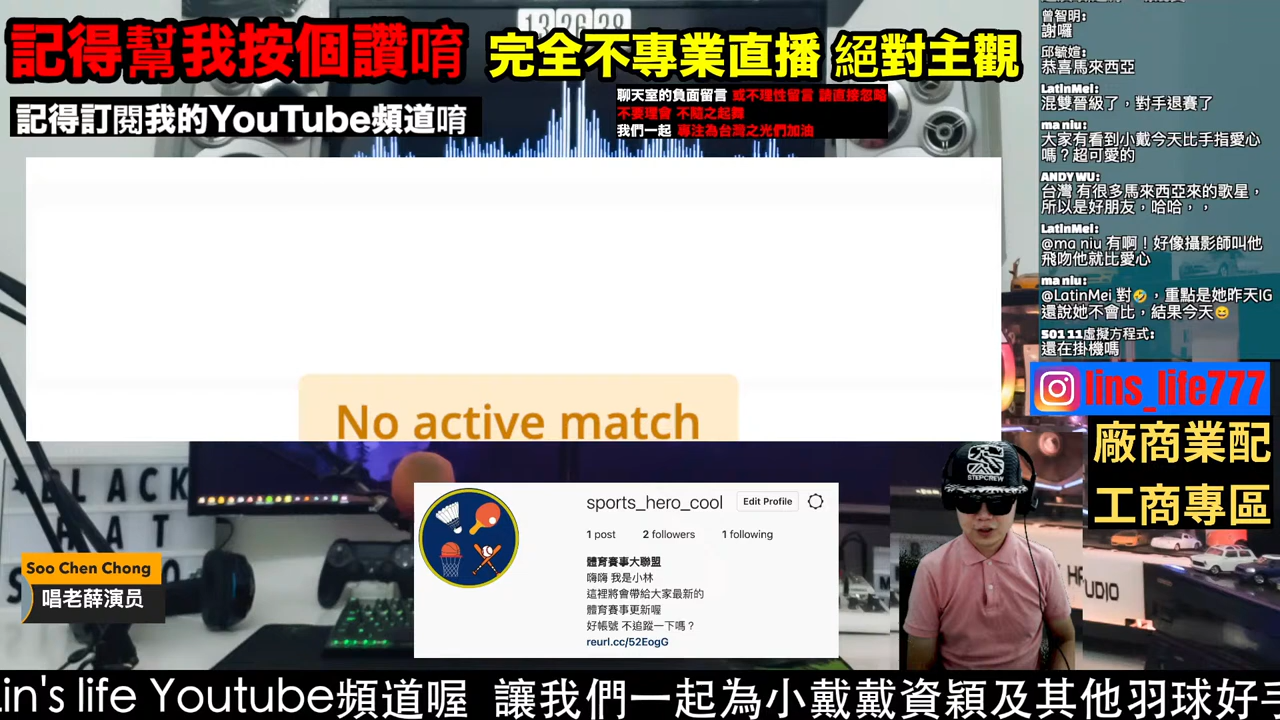 13 26 28
記得幫我按個讚唷
完全不專業直播 絕對主觀
記得訂閱我的YouTube頻道唷
聊天室的負面留言 或不理性留言 請直接忽略
不要理會 不隨之起舞
我們一起 專注為台灣之光們加油
曾智明:
謝囉
邱毓媗:
恭喜馬來西亞
LatinMei:
混雙晉級了，對手退賽了
ma niu:
大家有看到小戴今天比手指愛心
嗎？超可愛的
ANDY WU:
台灣 有很多馬來西亞來的歌星，
所以是好朋友，哈哈，，
LatinMei:
@ma niu 有啊！好像攝影師叫他
飛吻他就比愛心
ma niu:
@LatinMei 對🤣，重點是她昨天IG
還說她不會比，結果今天😆
501 11虛擬方程式:
還在掛機嗎
lins_life777
廠商業配
工商專區
No active match
BLACK
HAT
STEPCREW
sports_hero_cool
Edit Profile
1 post 2 followers 1 following
體育賽事大聯盟
嗨嗨 我是小林
這裡將會帶給大家最新的
體育賽事更新喔
好帳號 不追蹤一下嗎？
reurl.cc/52EogG
Soo Chen Chong
唱老薛演员
in's life Youtube頻道喔 讓我們一起為小戴戴資穎及其他羽球好手